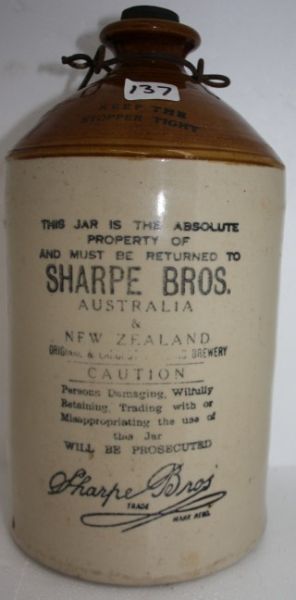 137
KEEP THE
STOPPER TIGHT
THIS JAR IS THE ABSOLUTE
PROPERTY OF
AND MUST BE RETURNED TO
SHARPE BROS.
AUSTRALIA
&
NEW ZEALAND
ORIGINAL & BREWERY
CAUTION
Persons Damaging, Wilfully
Retaining, Trading with or
Misappropriating the use of
this Jar
WILL BE PROSECUTED
Sharpe Bros
TRADE
MARK REGD.